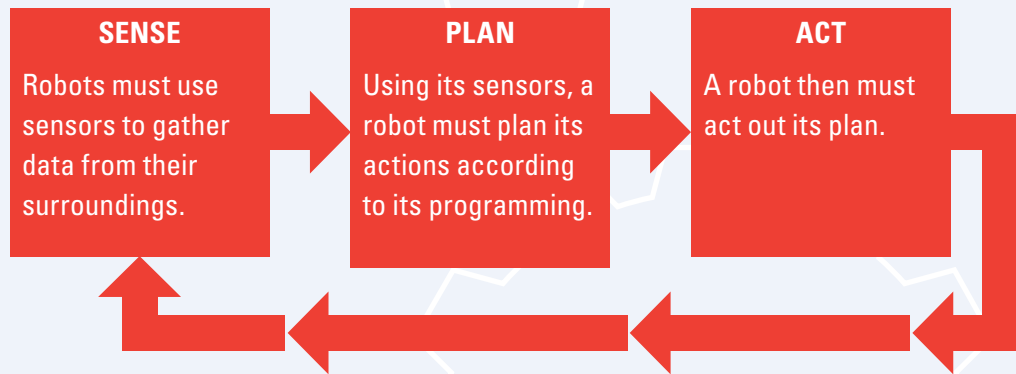 SENSE
Robots must use
sensors to gather
data from their
surroundings.
PLAN
Using its sensors, a
robot must plan its
actions according
to its programming.
ACT
A robot then must
act out its plan.